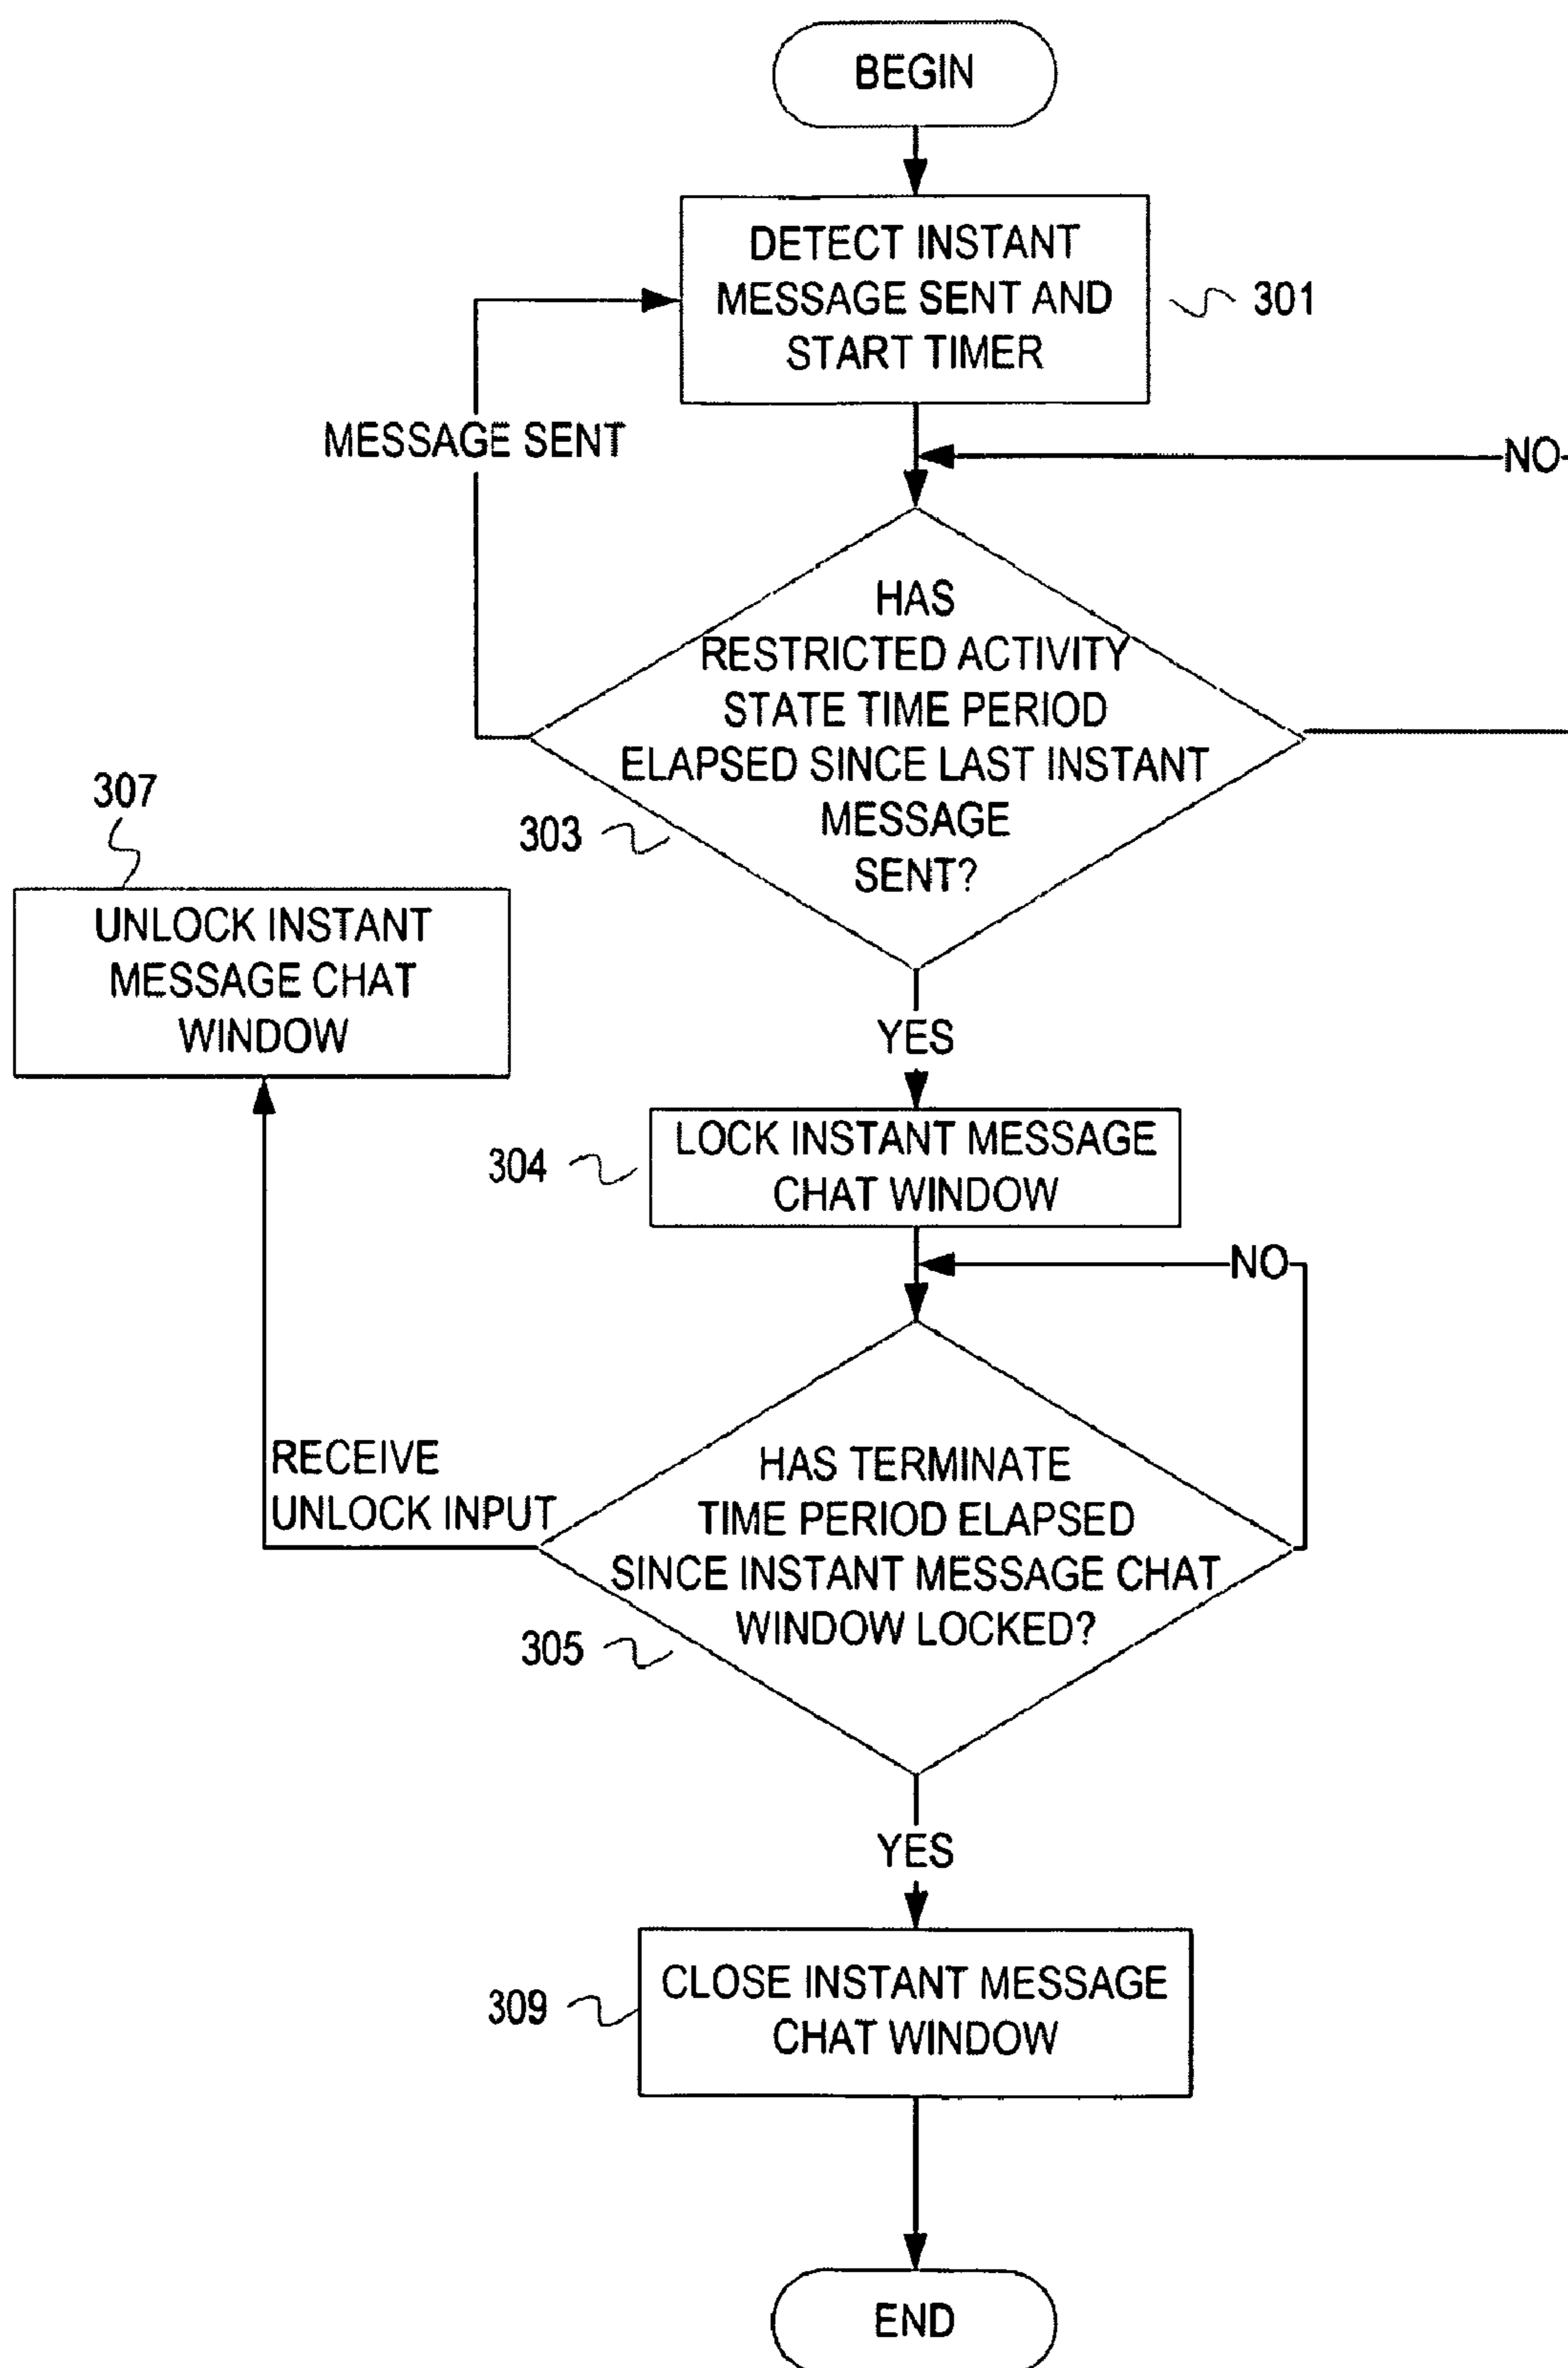 BEGIN
DETECT INSTANT
MESSAGE SENT AND
START TIMER
301
MESSAGE SENT
NO
HAS
RESTRICTED ACTIVITY
STATE TIME PERIOD
ELAPSED SINCE LAST INSTANT
MESSAGE
SENT?
303
307
UNLOCK INSTANT
MESSAGE CHAT
WINDOW
YES
LOCK INSTANT MESSAGE
CHAT WINDOW
304
NO
RECEIVE
UNLOCK INPUT
HAS TERMINATE
TIME PERIOD ELAPSED
SINCE INSTANT MESSAGE CHAT
WINDOW LOCKED?
305
YES
CLOSE INSTANT MESSAGE
CHAT WINDOW
309
END